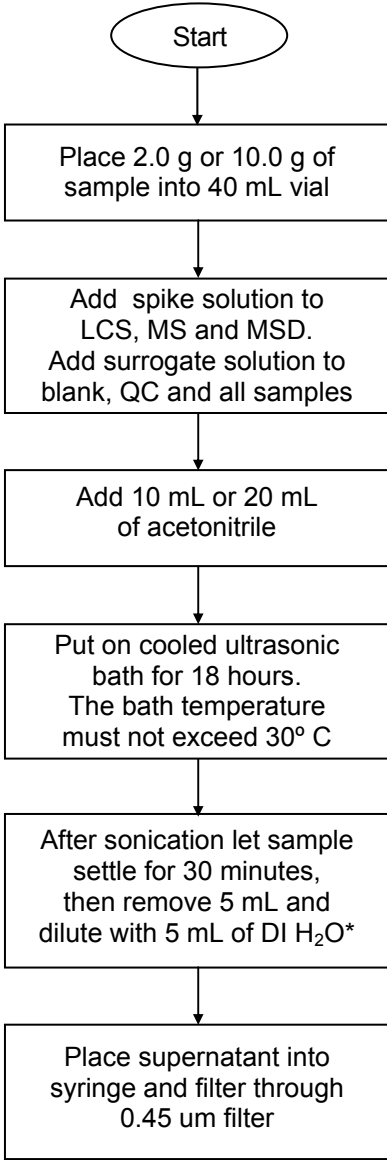 Start
Place 2.0 g or 10.0 g of
sample into 40 mL vial
Add spike solution to
LCS, MS and MSD.
Add surrogate solution to
blank, QC and all samples
Add 10 mL or 20 mL
of acetonitrile
Put on cooled ultrasonic
bath for 18 hours.
The bath temperature
must not exceed 30º C
After sonication let sample
settle for 30 minutes,
then remove 5 mL and
dilute with 5 mL of DI H₂O*
Place supernatant into
syringe and filter through
0.45 um filter